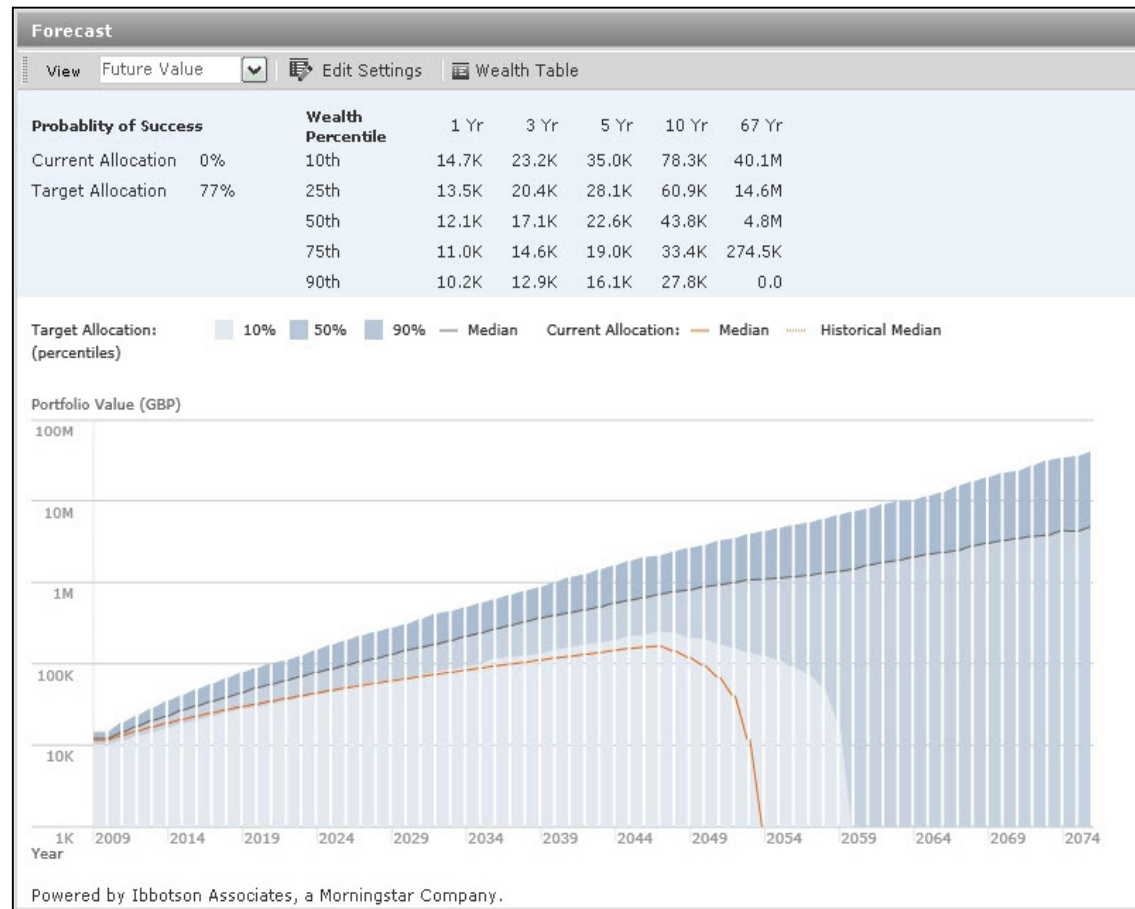 Forecast
View Future Value Edit Settings Wealth Table
Probablity of Success Wealth Percentile 1 Yr 3 Yr 5 Yr 10 Yr 67 Yr
Current Allocation 0% 10th 14.7K 23.2K 35.0K 78.3K 40.1M
Target Allocation 77% 25th 13.5K 20.4K 28.1K 60.9K 14.6M
50th 12.1K 17.1K 22.6K 43.8K 4.8M
75th 11.0K 14.6K 19.0K 33.4K 274.5K
90th 10.2K 12.9K 16.1K 27.8K 0.0
Target Allocation: 10% 50% 90% Median Current Allocation: Median Historical Median
(percentiles)
Portfolio Value (GBP)
100M
10M
1M
100K
10K
1K 2009 2014 2019 2024 2029 2034 2039 2044 2049 2054 2059 2064 2069 2074
Year
Powered by Ibbotson Associates, a Morningstar Company.